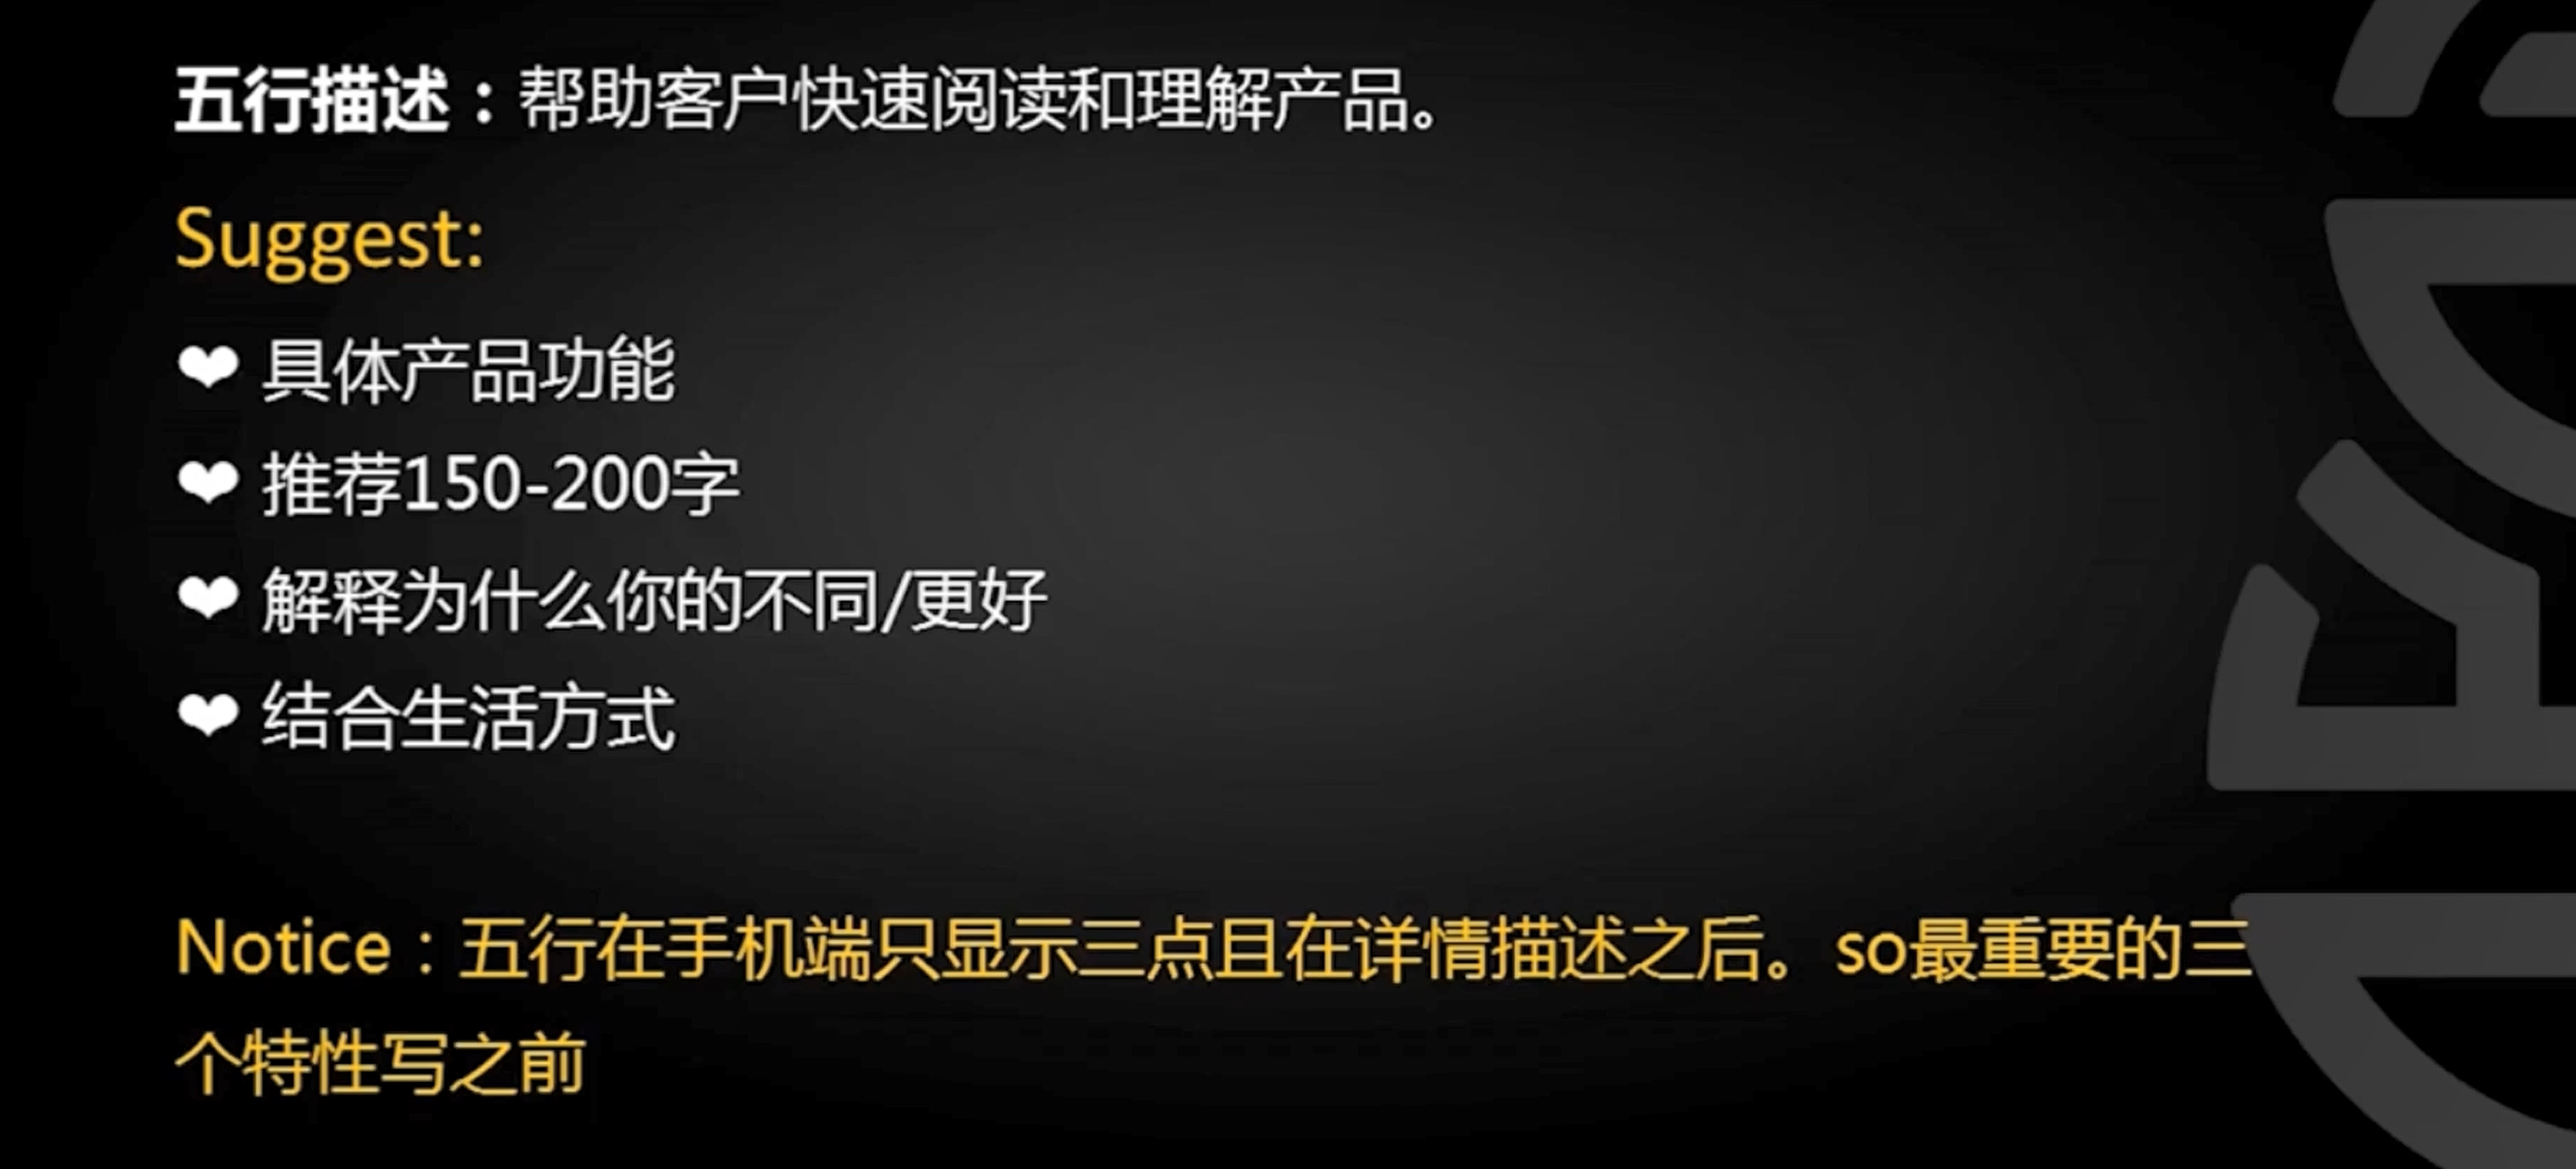 五行描述：帮助客户快速阅读和理解产品。
Suggest:
❤ 具体产品功能
❤ 推荐150-200字
❤ 解释为什么你的不同/更好
❤ 结合生活方式
Notice：五行在手机端只显示三点且在详情描述之后。so最重要的三
个特性写之前